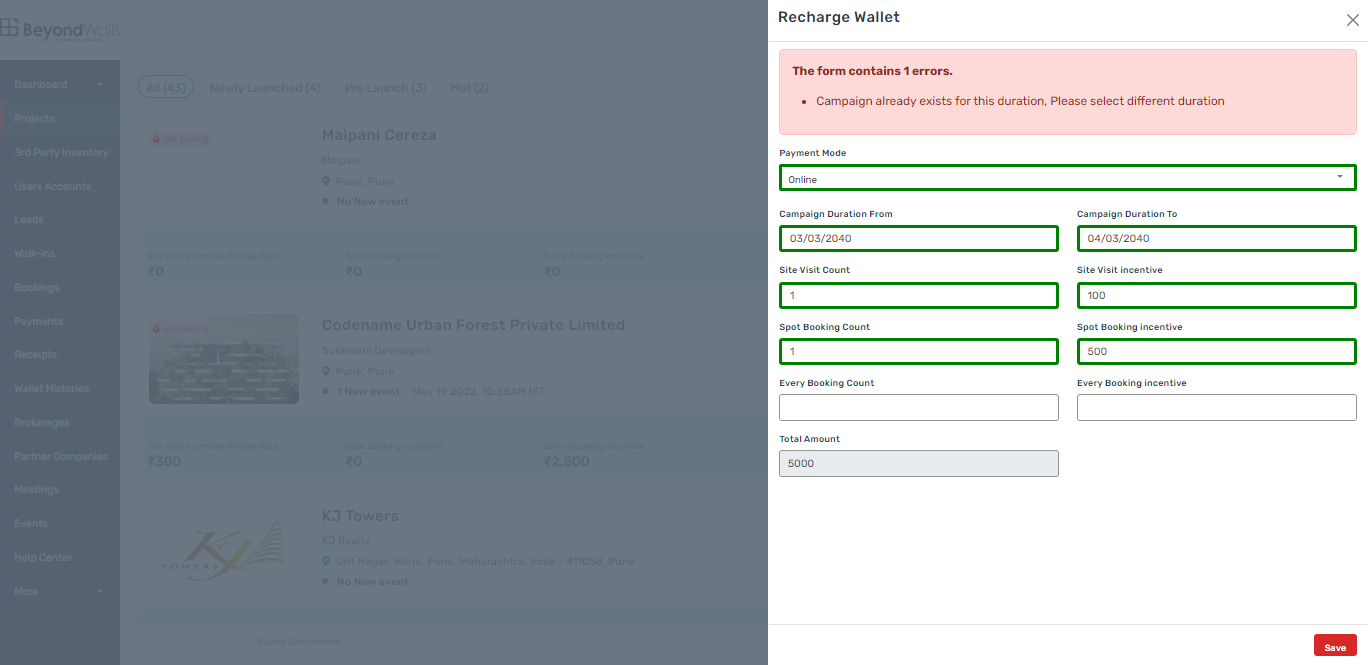 BeyondWalls
Dashboard
Projects
3rd Party Inventory
Users Accounts
Leads
Walk-ins
Bookings
Payments
Receipts
Wallet Histories
Brokerages
Partner Companies
Meetings
Events
Help Center
More
All (43) Newly Launched (4) Pre Launch (3) Hot (2)
Hot Selling
Malpani Cereza
Malpani
Pune, Pune
No New event
Site Visit Incentive (Mobile App) Spot Booking Incentive Every Booking Incentive
₹0 ₹0 ₹0
Hot Selling
Codename Urban Forest Private Limited
Sukhwani Developers
Pune, Pune
1 New event May 19 2022, 10:58AM IST
Site Visit Incentive (Mobile App) Spot Booking Incentive Every Booking Incentive
₹300 ₹0 ₹2,500
KJ
TOWERS
KJ Towers
KJ Realty
Urit Nagar, Warje, Pune, Maharashtra, India - 411058, Pune
No New event
Public Documents
Recharge Wallet
The form contains 1 errors.
• Campaign already exists for this duration, Please select different duration
Payment Mode
Online
Campaign Duration From Campaign Duration To
03/03/2040 04/03/2040
Site Visit Count Site Visit incentive
1 100
Spot Booking Count Spot Booking incentive
1 500
Every Booking Count Every Booking incentive
Total Amount
5000
Save